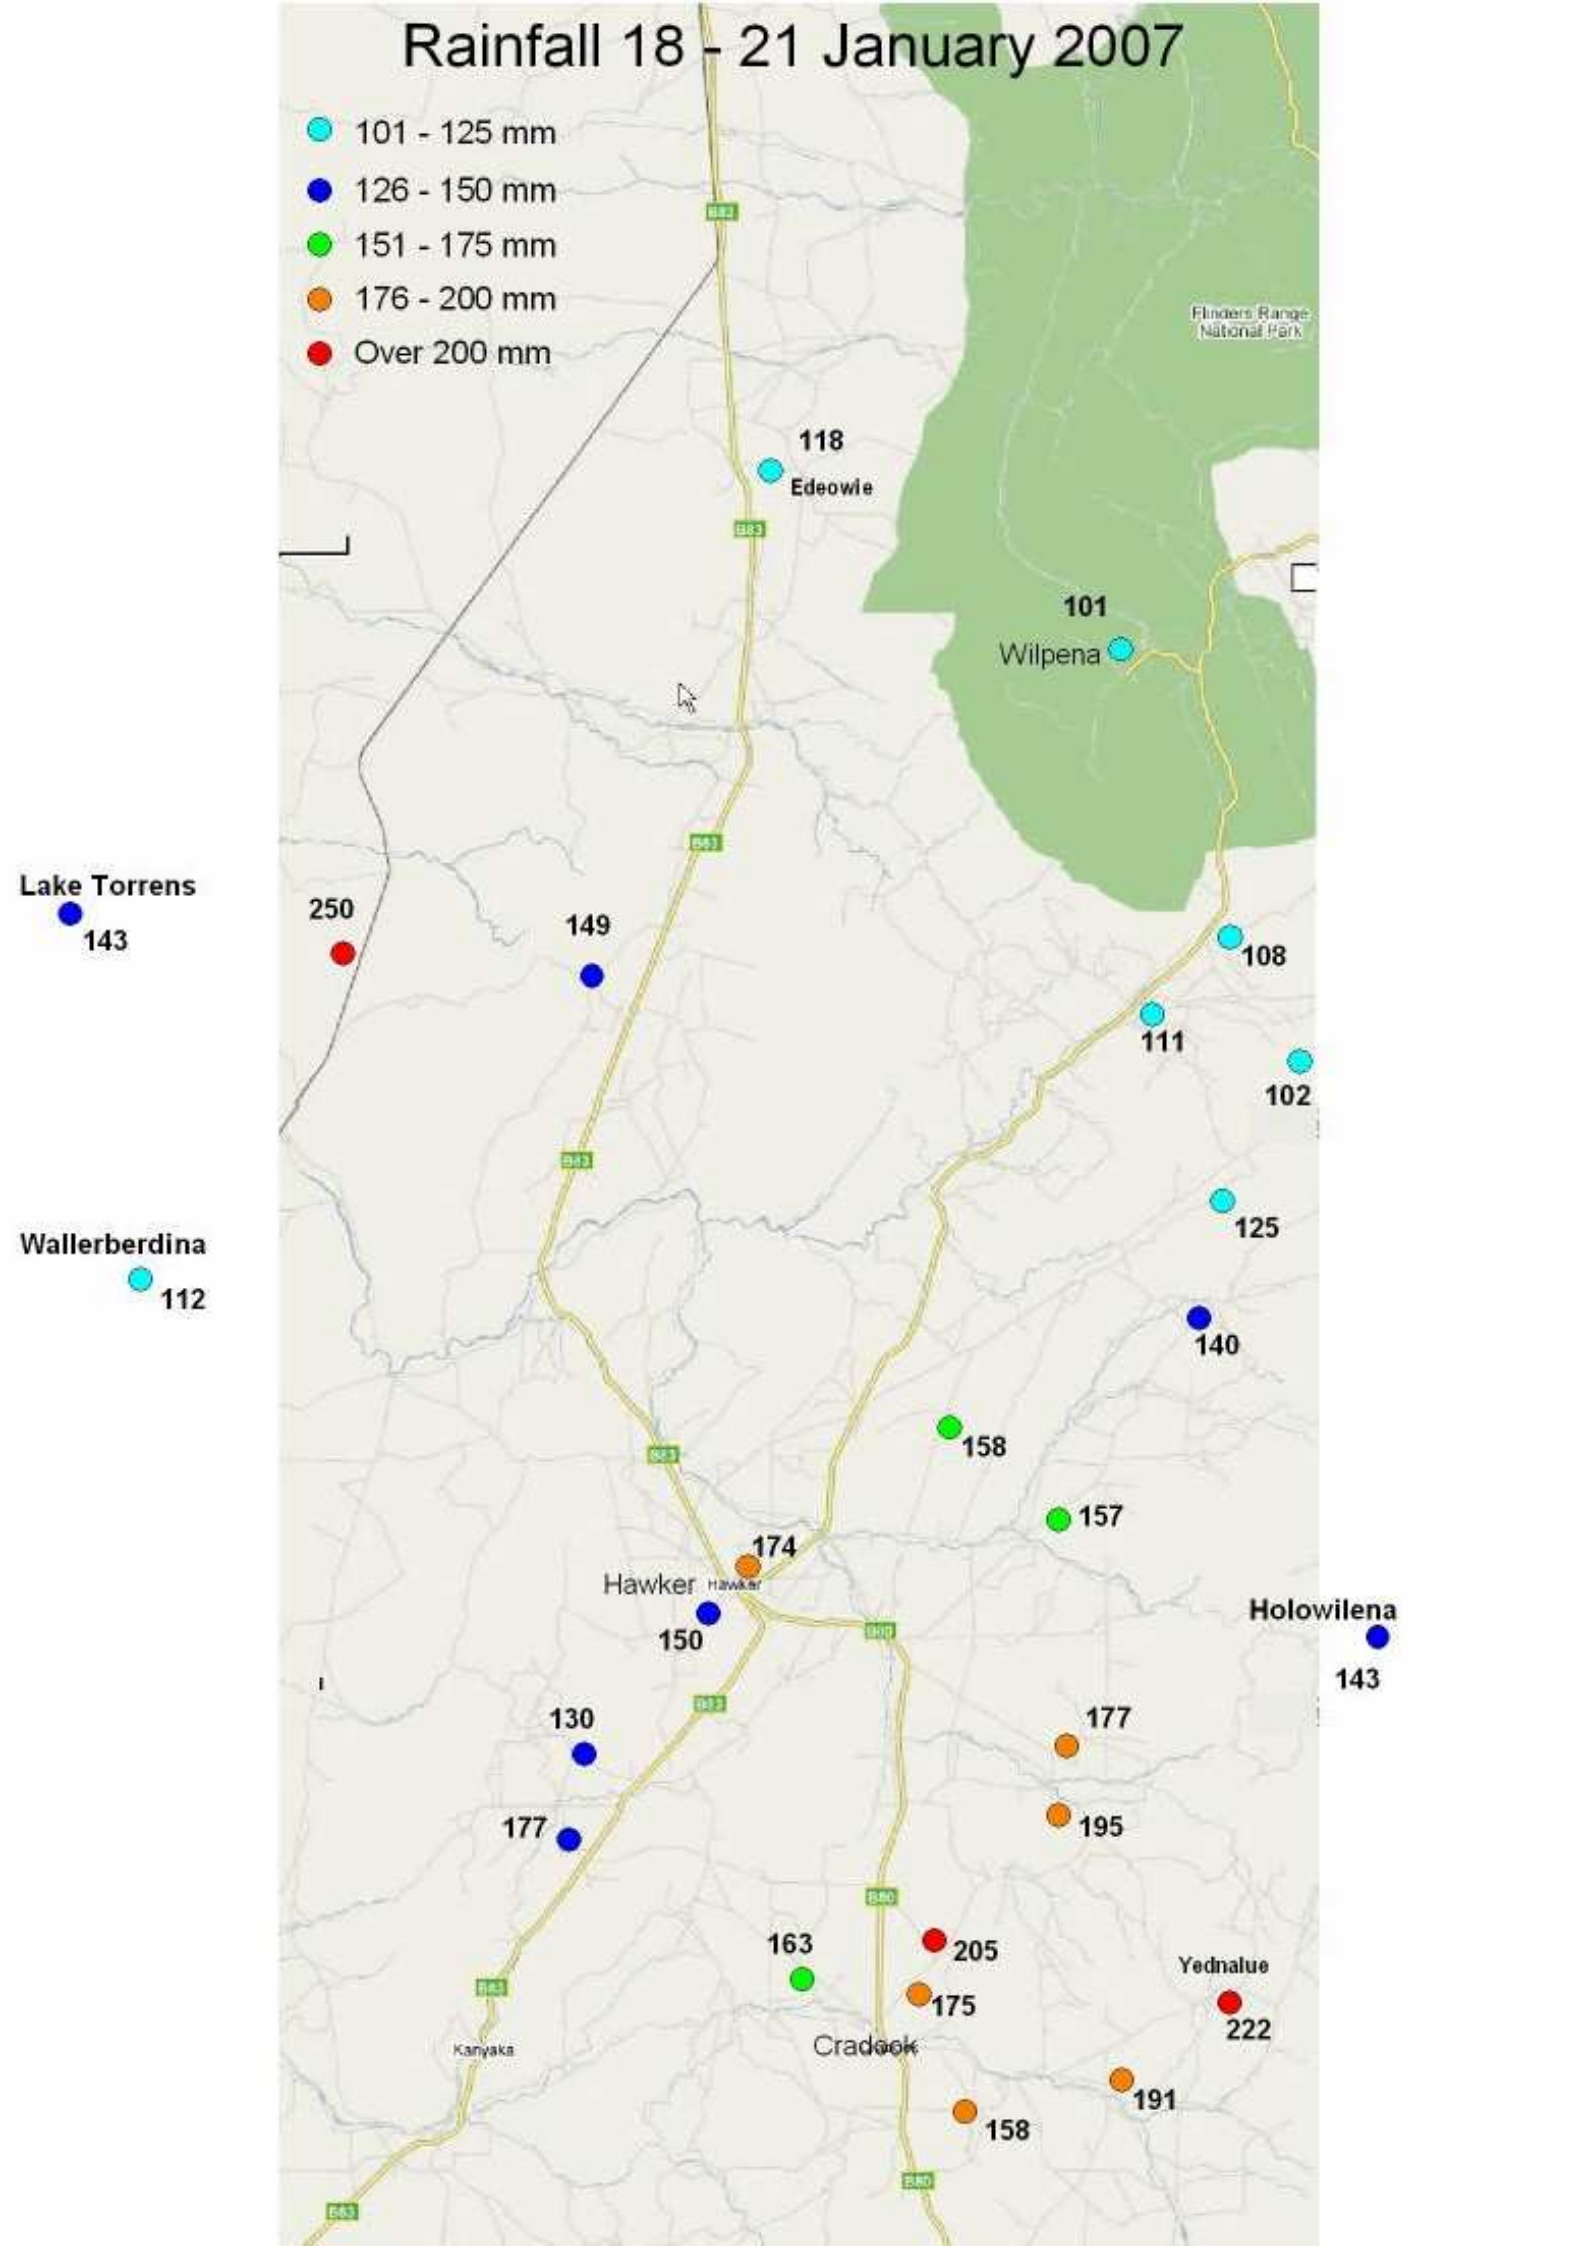 Rainfall 18 - 21 January 2007
101 - 125 mm
126 - 150 mm
151 - 175 mm
176 - 200 mm
Over 200 mm
B83
Flinders Range
National Park
118
Edeowie
B83
101
Wilpena
B83
Lake Torrens
143
250
149
108
111
102
B83
125
Wallerberdina
112
140
158
B83
157
174
Hawker
Hawker
150
B80
Holowilena
143
B83
130
177
177
195
B80
163
205
175
Yednalue
222
B83
Cradock
Kanyaka
191
158
B80
B83